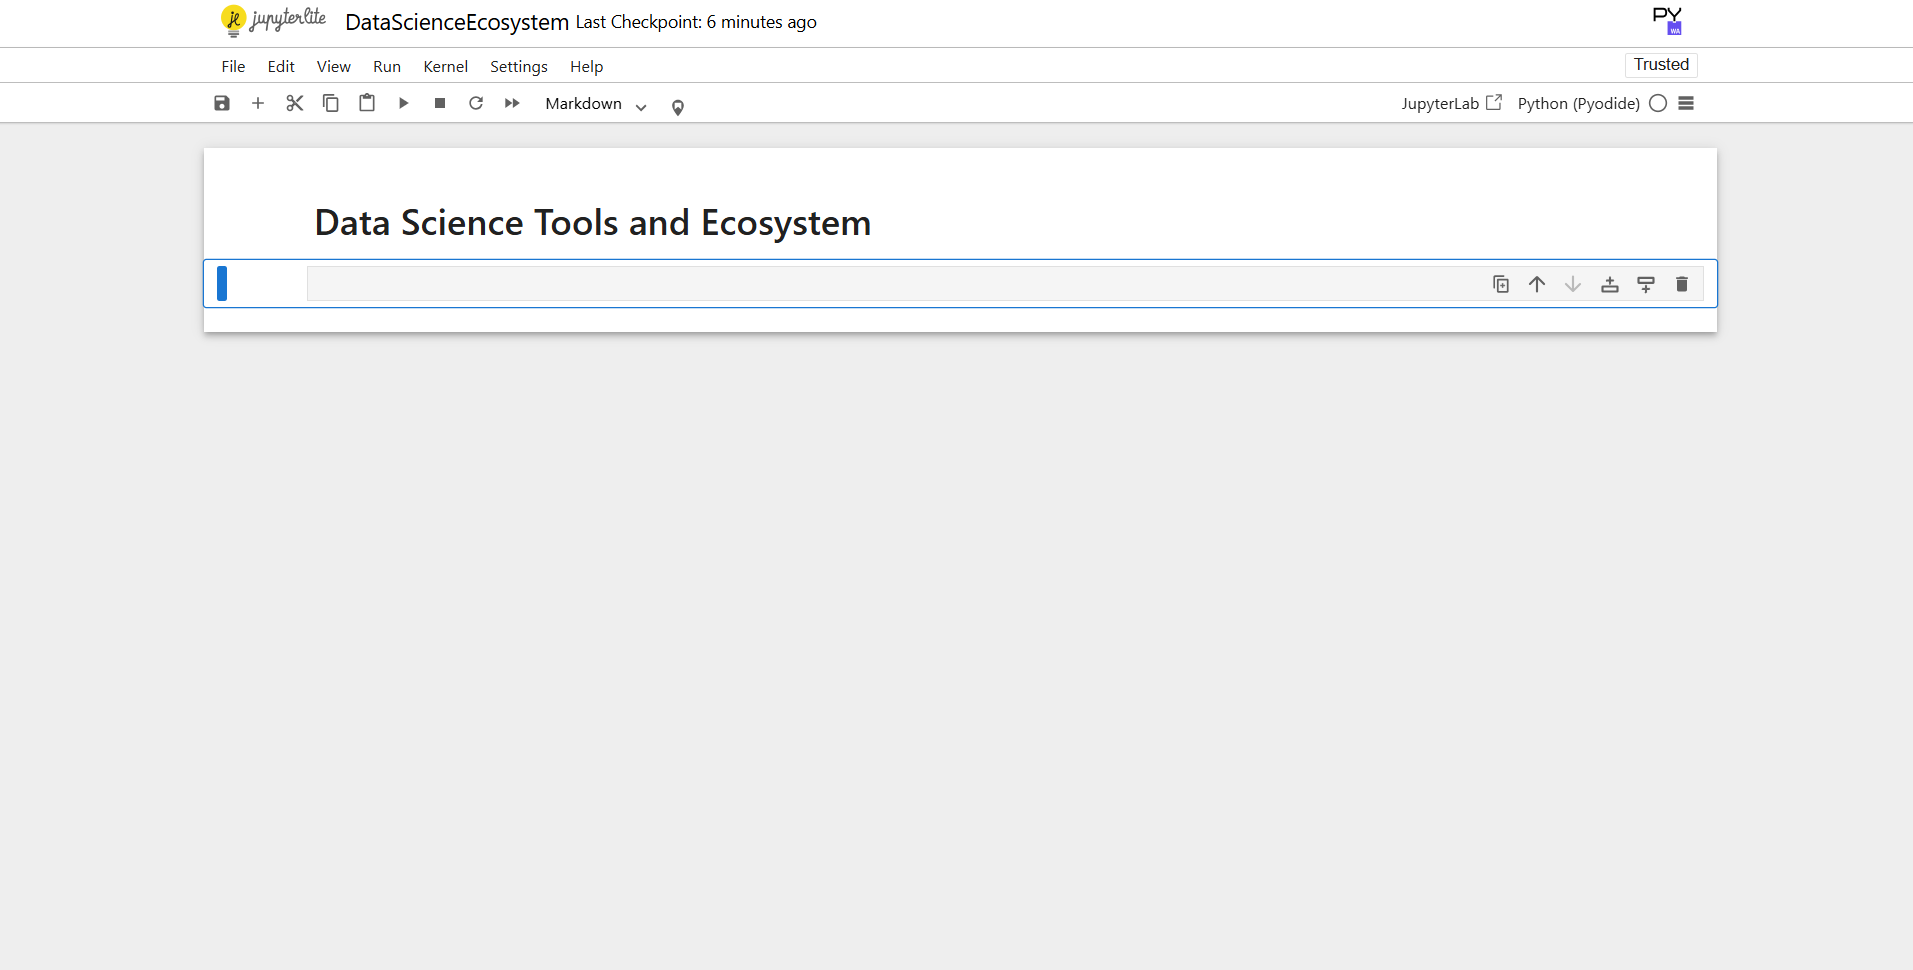 jupyterlite DataScienceEcosystem Last Checkpoint: 6 minutes ago
PY
WA
File Edit View Run Kernel Settings Help
Trusted
Markdown
JupyterLab Python (Pyodide)
Data Science Tools and Ecosystem